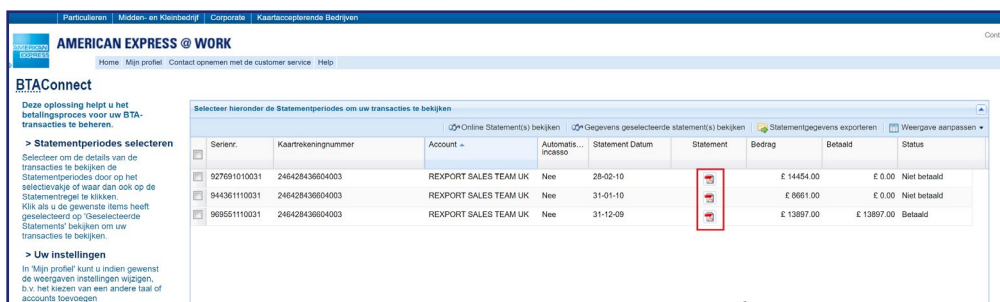 Particulieren Midden- en Kleinbedrijf Corporate Kaartaccepterende Bedrijven
AMERICAN EXPRESS
AMERICAN EXPRESS @ WORK
Home Mijn profiel Contact opnemen met de customer service Help
BTAConnect
Deze oplossing helpt u het
betalingsproces voor uw BTA-
transacties te beheren.
> Statementperiodes selecteren
Selecteer om de details van de
transacties te bekijken de
Statementperiodes door op het
selectievakje of waar dan ook op de
Statementregel te klikken.
Klik als u de gewenste items heeft
geselecteerd op 'Geselecteerde
Statements' bekijken om uw
transacties te bekijken.
> Uw instellingen
In 'Mijn profiel' kunt u indien gewenst
de weergaven instellingen wijzigen,
b.v. het kiezen van een andere taal of
accounts toevoegen
Selecteer hieronder de Statementperiodes om uw transacties te bekijken
Online Statement(s) bekijken Gegevens geselecteerde statement(s) bekijken Statementgegevens exporteren Weergave aanpassen
Serienr. Kaartrekeningnummer Account Automatis... incasso Statement Datum Statement Bedrag Betaald Status
927691010031 246428436604003 REXPORT SALES TEAM UK Nee 28-02-10 £ 14454.00 £ 0.00 Niet betaald
944361110031 246428436604003 REXPORT SALES TEAM UK Nee 31-01-10 £ 8661.00 £ 0.00 Niet betaald
969551110031 246428436604003 REXPORT SALES TEAM UK Nee 31-12-09 £ 13897.00 £ 13897.00 Betaald